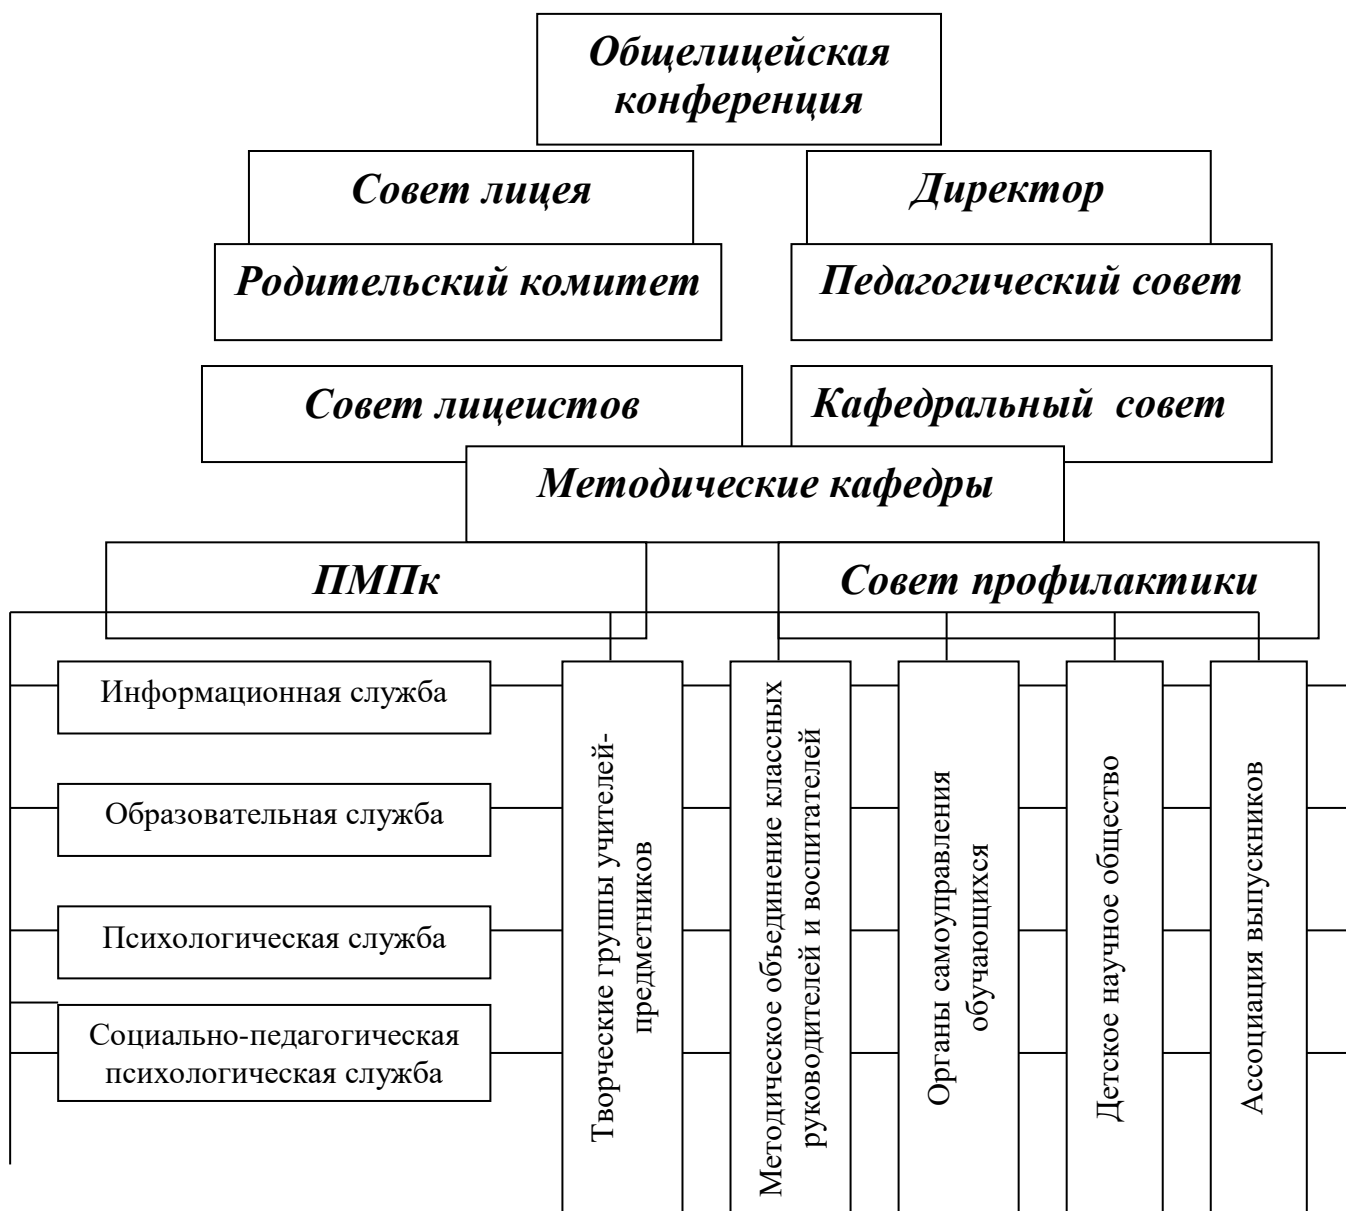 Общелицейская
конференция
Совет лицея
Директор
Родительский комитет
Педагогический совет
Совет лицеистов
Кафедральный совет
Методические кафедры
ПМПк
Совет профилактики
Информационная служба
Образовательная служба
Психологическая служба
Социально-педагогическая
психологическая служба
Творческие группы учителей-
предметников
Методическое объединение классных
руководителей и воспитателей
Органы самоуправления
обучающихся
Детское научное общество
Ассоциация выпускников